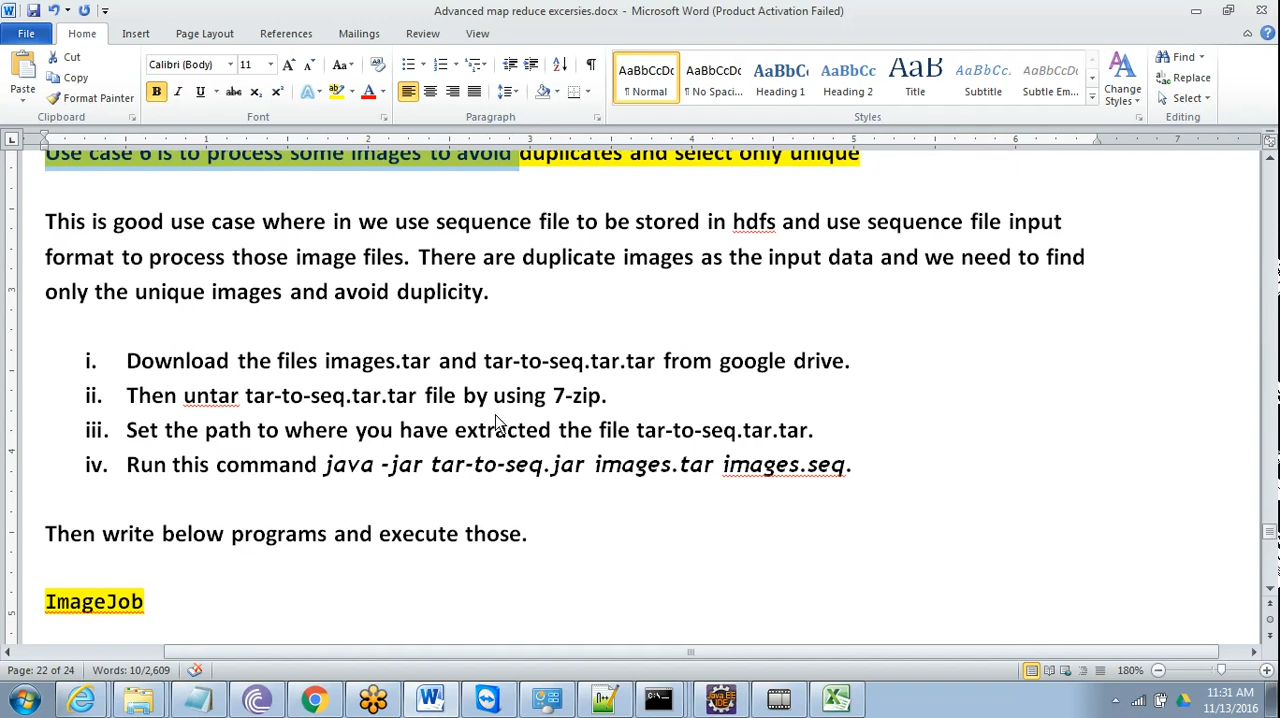 Advanced map reduce excersies.docx - Microsoft Word (Product Activation Failed)
File Home Insert Page Layout References Mailings Review View
Paste
Cut
Copy
Format Painter
Clipboard
Calibri (Body) 11
Font
Paragraph
AaBbCcDc AaBbCcDc AaBbC AaBbCc AaB AaBbCcL AaBbCcDc
¶ Normal ¶ No Spaci... Heading 1 Heading 2 Title Subtitle Subtle Em...
Change Styles
Styles
Find
Replace
Select
Editing
1 2 3 4 5 6 7
Use case 6 is to process some images to avoid duplicates and select only unique
This is good use case where in we use sequence file to be stored in hdfs and use sequence file input
format to process those image files. There are duplicate images as the input data and we need to find
only the unique images and avoid duplicity.
i. Download the files images.tar and tar-to-seq.tar.tar from google drive.
ii. Then untar tar-to-seq.tar.tar file by using 7-zip.
iii. Set the path to where you have extracted the file tar-to-seq.tar.tar.
iv. Run this command java -jar tar-to-seq.jar images.tar images.seq.
Then write below programs and execute those.
ImageJob
Page: 22 of 24 Words: 10/2,609 180%
11:31 AM
11/13/2016